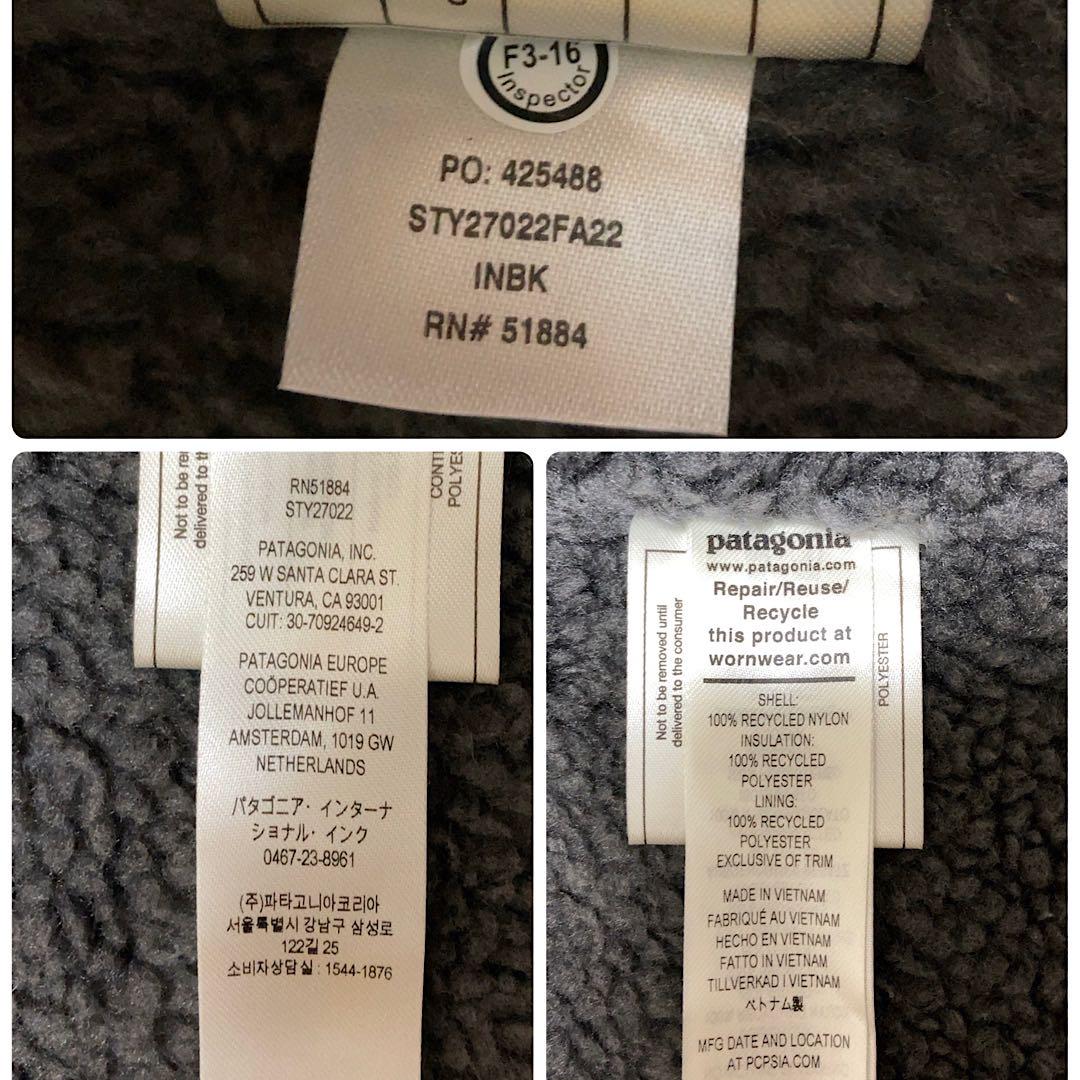 F3-16
Inspector
PO: 425488
STY27022FA22
INBK
RN# 51884
Not to be
delivered to
RN51884
STY27022
PATAGONIA, INC.
259 W SANTA CLARA ST.
VENTURA, CA 93001
CUIT: 30-70924649-2
PATAGONIA EUROPE
COÖPERATIEF U.A.
JOLLEMANHOF 11
AMSTERDAM, 1019 GW
NETHERLANDS
パタゴニア・インターナ
ショナル・インク
0467-23-8961
(주)파타고니아코리아
서울특별시 강남구 삼성로
122길 25
소비자상담실 : 1544-1876
patagonia
www.patagonia.com
Repair/Reuse/
Recycle
this product at
wornwear.com
Not to be removed until
delivered to the consumer
POLYESTER
SHELL:
100% RECYCLED NYLON
INSULATION:
100% RECYCLED
POLYESTER
LINING:
100% RECYCLED
POLYESTER
EXCLUSIVE OF TRIM
MADE IN VIETNAM
FABRIQUÉ AU VIETNAM
HECHO EN VIETNAM
FATTO IN VIETNAM
TILLVERKAD I VIETNAM
ベトナム製
MFG DATE AND LOCATION
AT PCPSIA.COM